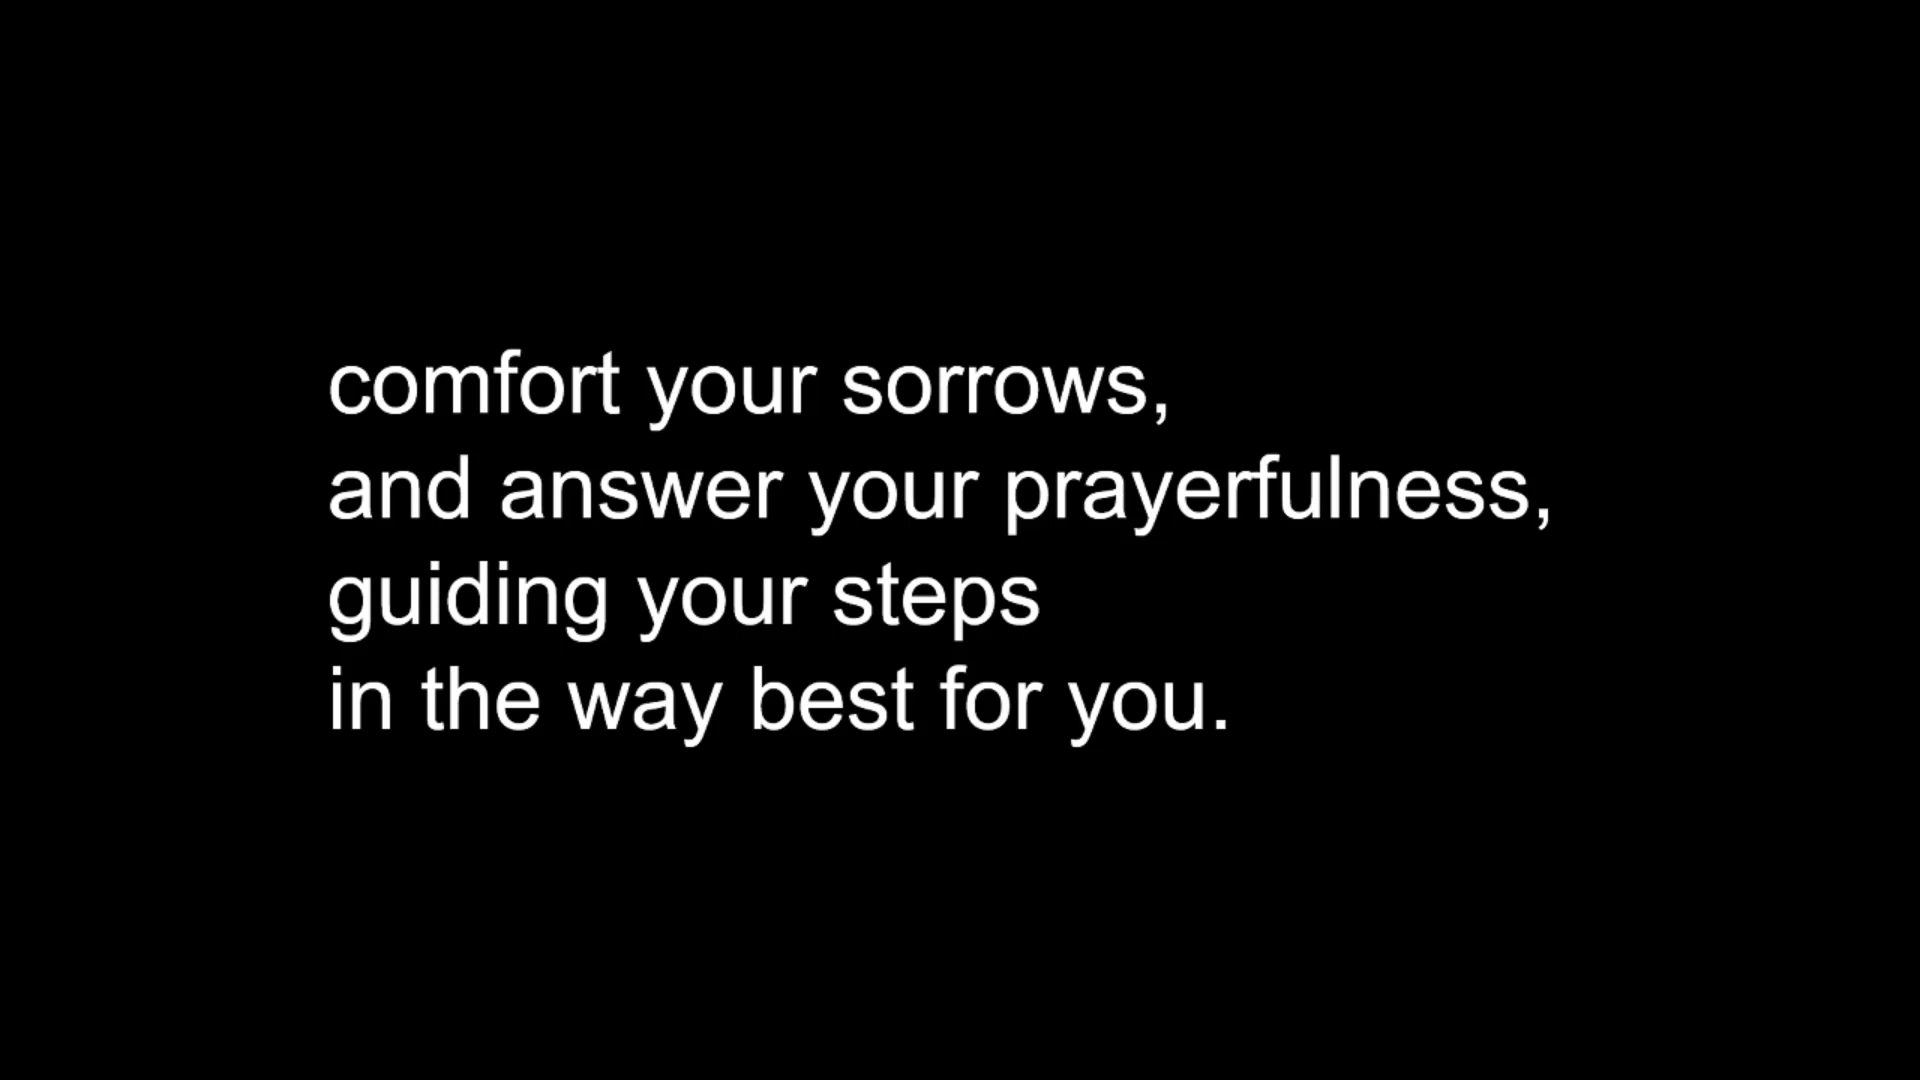 comfort your sorrows,
and answer your prayerfulness,
guiding your steps
in the way best for you.